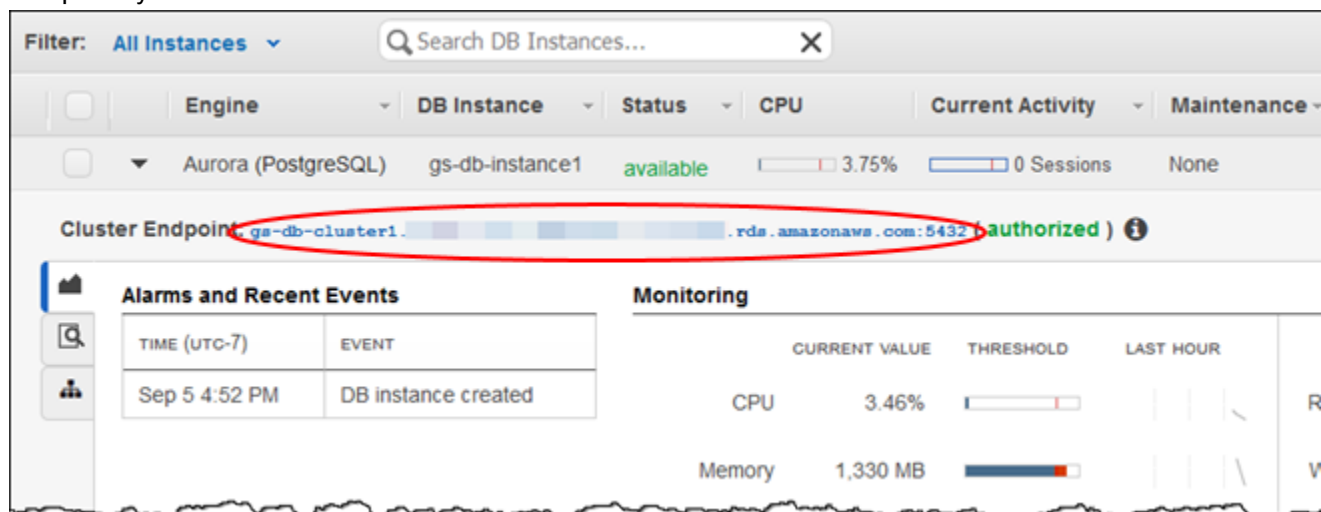 Filter: All Instances Search DB Instances... X
Engine DB Instance Status CPU Current Activity Maintenance
Aurora (PostgreSQL) gs-db-instance1 available 3.75% 0 Sessions None
Cluster Endpoint gs-db-cluster1. .rds.amazonaws.com:5432 ( authorized )
Alarms and Recent Events Monitoring
TIME (UTC-7) EVENT CURRENT VALUE THRESHOLD LAST HOUR
Sep 5 4:52 PM DB instance created CPU 3.46%
Memory 1,330 MB